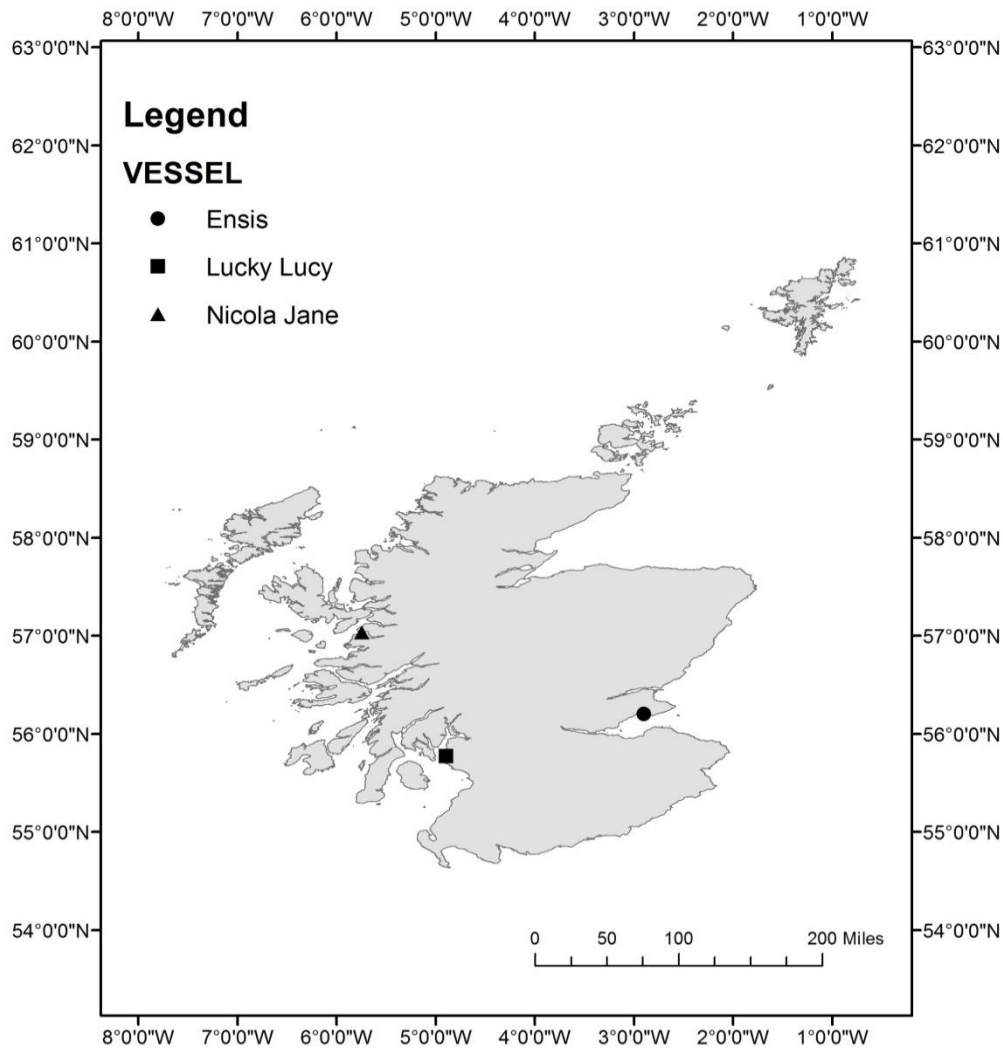 8°0'0"W 7°0'0"W 6°0'0"W 5°0'0"W 4°0'0"W 3°0'0"W 2°0'0"W 1°0'0"W
63°0'0"N 63°0'0"N
Legend
62°0'0"N 62°0'0"N
VESSEL
Ensis
61°0'0"N 61°0'0"N
Lucky Lucy
Nicola Jane
60°0'0"N 60°0'0"N
59°0'0"N 59°0'0"N
58°0'0"N 58°0'0"N
57°0'0"N 57°0'0"N
56°0'0"N 56°0'0"N
55°0'0"N 55°0'0"N
54°0'0"N 54°0'0"N
0 50 100 200 Miles
8°0'0"W 7°0'0"W 6°0'0"W 5°0'0"W 4°0'0"W 3°0'0"W 2°0'0"W 1°0'0"W